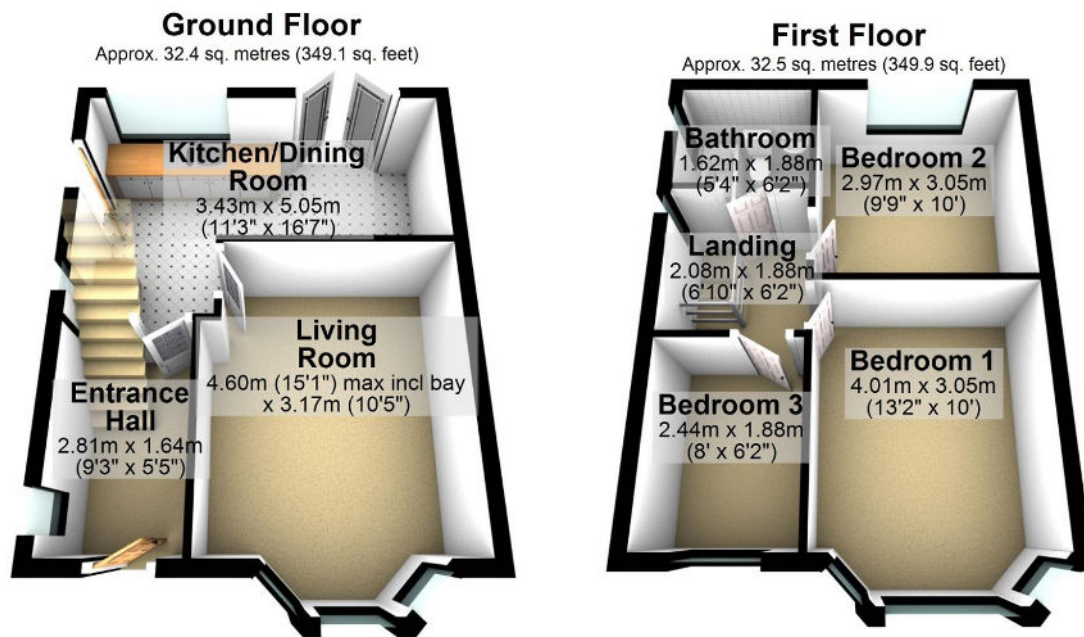 Ground Floor
Approx. 32.4 sq. metres (349.1 sq. feet)
Kitchen/Dining
Room
3.43m x 5.05m
(11'3" x 16'7")
Living
Room
4.60m (15'1") max incl bay
x 3.17m (10'5")
Entrance
Hall
2.81m x 1.64m
(9'3" x 5'5")
First Floor
Approx. 32.5 sq. metres (349.9 sq. feet)
Bathroom
1.62m x 1.88m
(5'4" x 6'2")
Bedroom 2
2.97m x 3.05m
(9'9" x 10')
Landing
2.08m x 1.88m
(6'10" x 6'2")
Bedroom 1
4.01m x 3.05m
(13'2" x 10')
Bedroom 3
2.44m x 1.88m
(8' x 6'2")